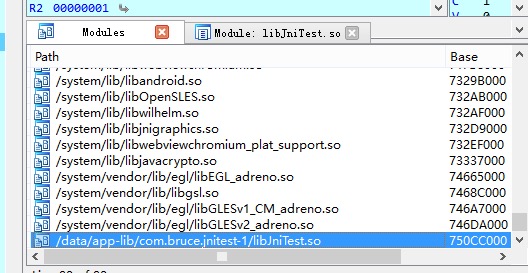 R2 00000001
C
1
V
0
Modules
Module: libJniTest.so
Path
Base
/system/lib/libandroid.so
7329B000
/system/lib/libOpenSLES.so
732AB000
/system/lib/libwilhelm.so
732AF000
/system/lib/libjnigraphics.so
732D9000
/system/lib/libwebviewchromium_plat_support.so
732EF000
/system/lib/libjavacrypto.so
73337000
/system/vendor/lib/egl/libEGL_adreno.so
74665000
/system/vendor/lib/libgsl.so
7468C000
/system/vendor/lib/egl/libGLESv1_CM_adreno.so
746A7000
/system/vendor/lib/egl/libGLESv2_adreno.so
746DA000
/data/app-lib/com.bruce.jnitest-1/libJniTest.so
750CC000